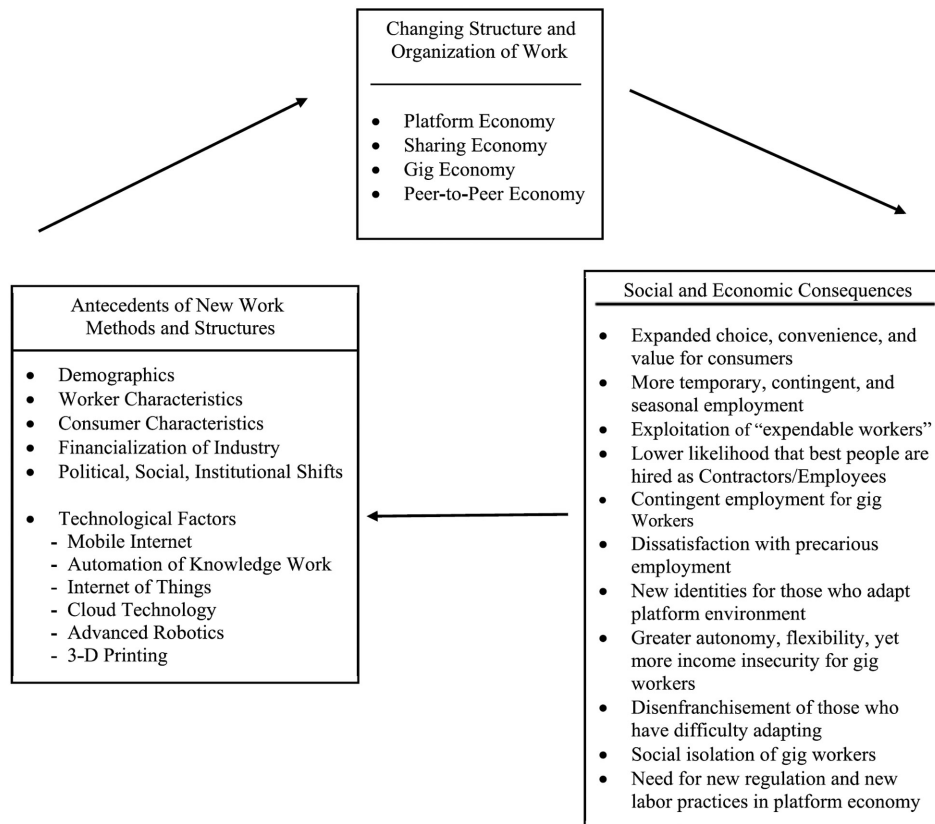 Changing Structure and
Organization of Work
• Platform Economy
• Sharing Economy
• Gig Economy
• Peer-to-Peer Economy
Antecedents of New Work
Methods and Structures
• Demographics
• Worker Characteristics
• Consumer Characteristics
• Financialization of Industry
• Political, Social, Institutional Shifts
• Technological Factors
- Mobile Internet
- Automation of Knowledge Work
- Internet of Things
- Cloud Technology
- Advanced Robotics
- 3-D Printing
Social and Economic Consequences
• Expanded choice, convenience, and
value for consumers
• More temporary, contingent, and
seasonal employment
• Exploitation of “expendable workers”
• Lower likelihood that best people are
hired as Contractors/Employees
• Contingent employment for gig
Workers
• Dissatisfaction with precarious
employment
• New identities for those who adapt
platform environment
• Greater autonomy, flexibility, yet
more income insecurity for gig
workers
• Disenfranchisement of those who
have difficulty adapting
• Social isolation of gig workers
• Need for new regulation and new
labor practices in platform economy